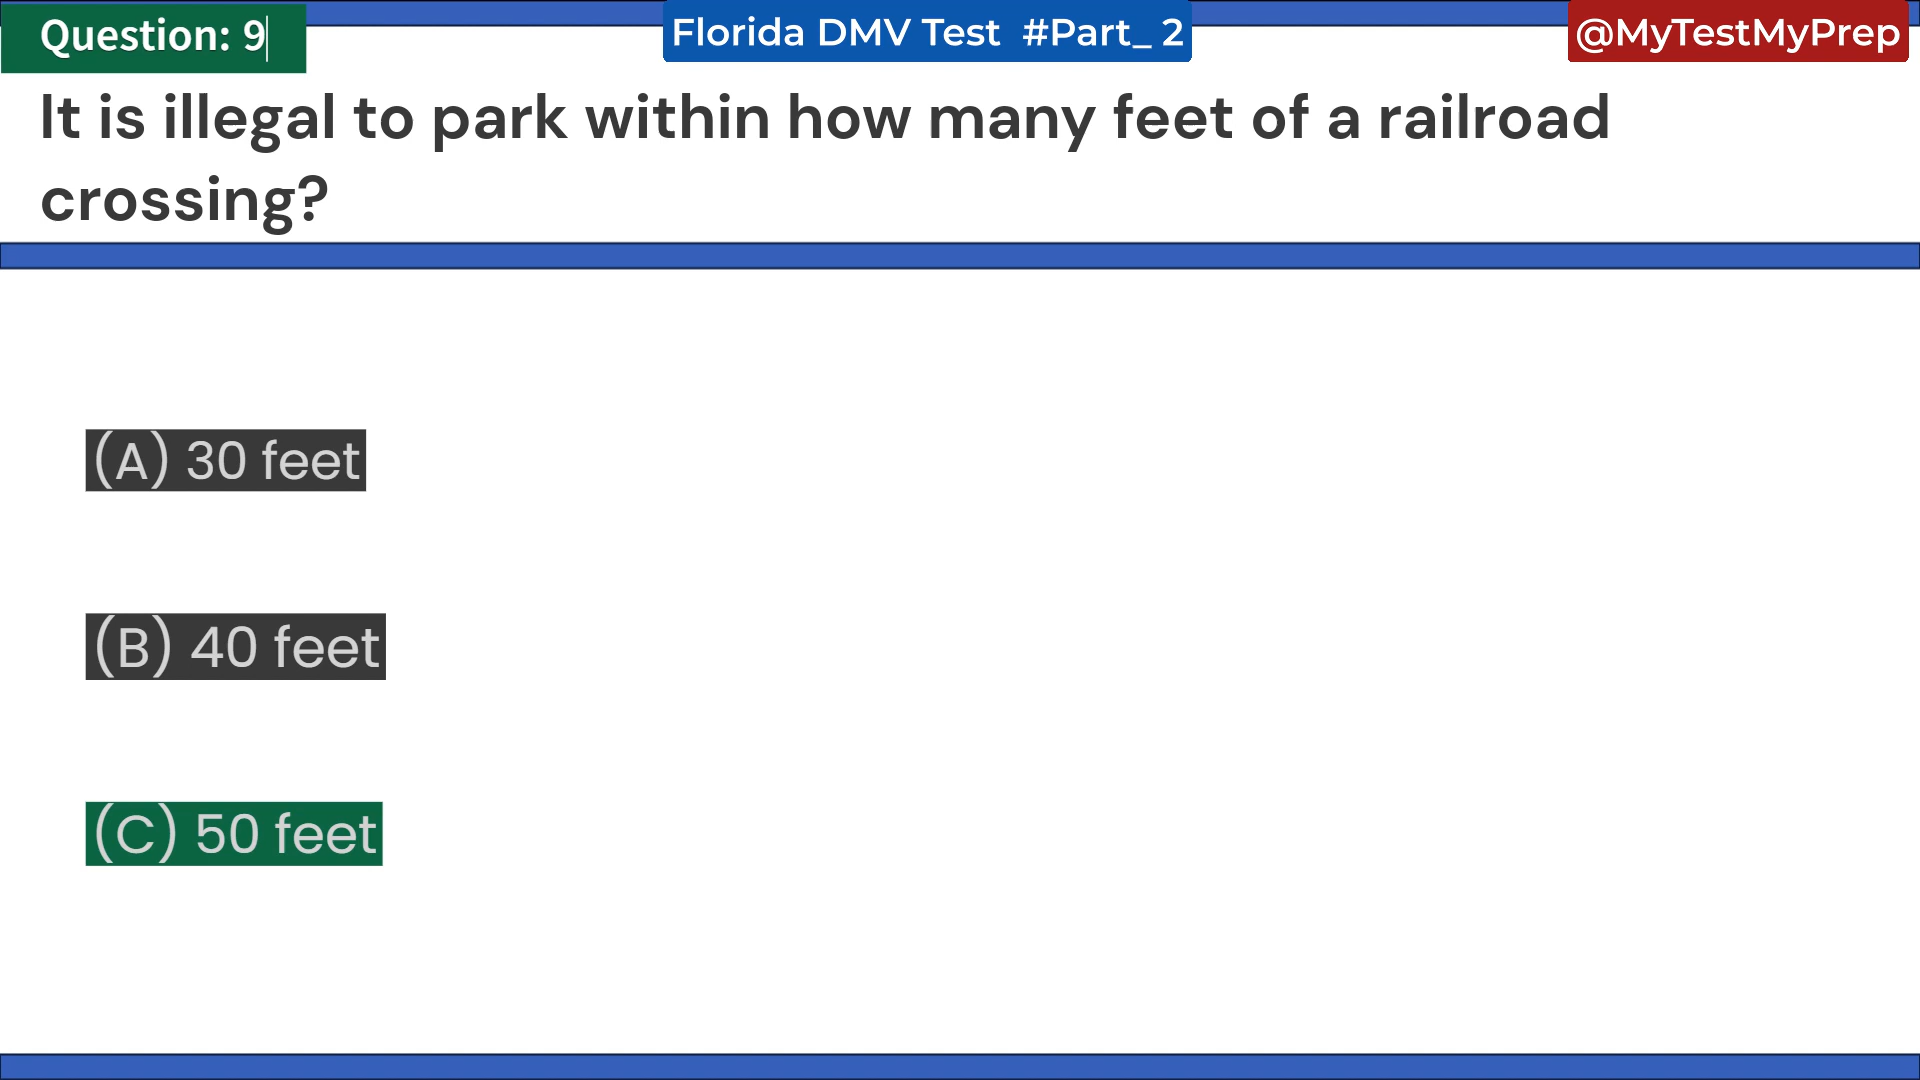 Question: 9
Florida DMV Test #Part_ 2
@MyTestMyPrep
It is illegal to park within how many feet of a railroad
crossing?
(A) 30 feet
(B) 40 feet
(C) 50 feet